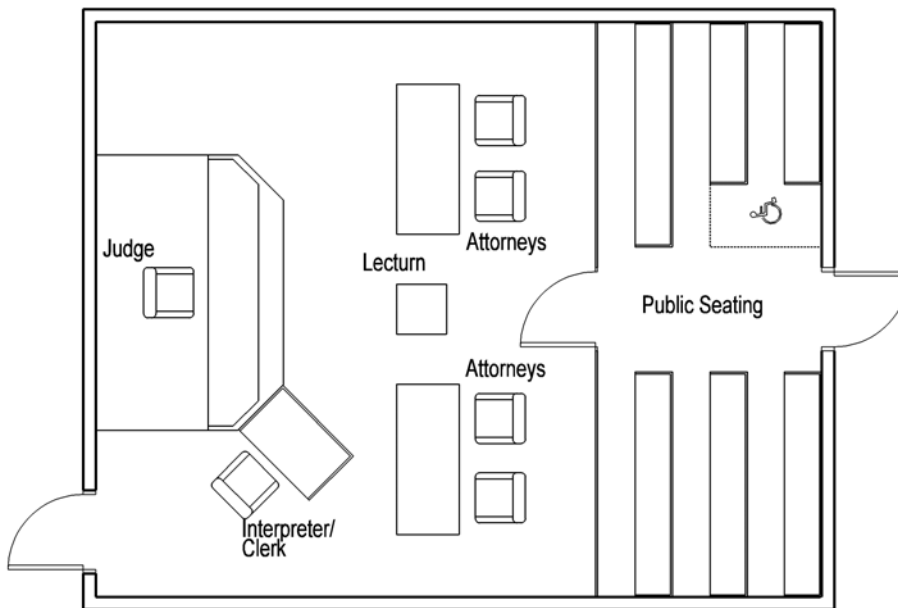 Judge
Lecturn
Attorneys
Public Seating
Attorneys
Interpreter/
Clerk